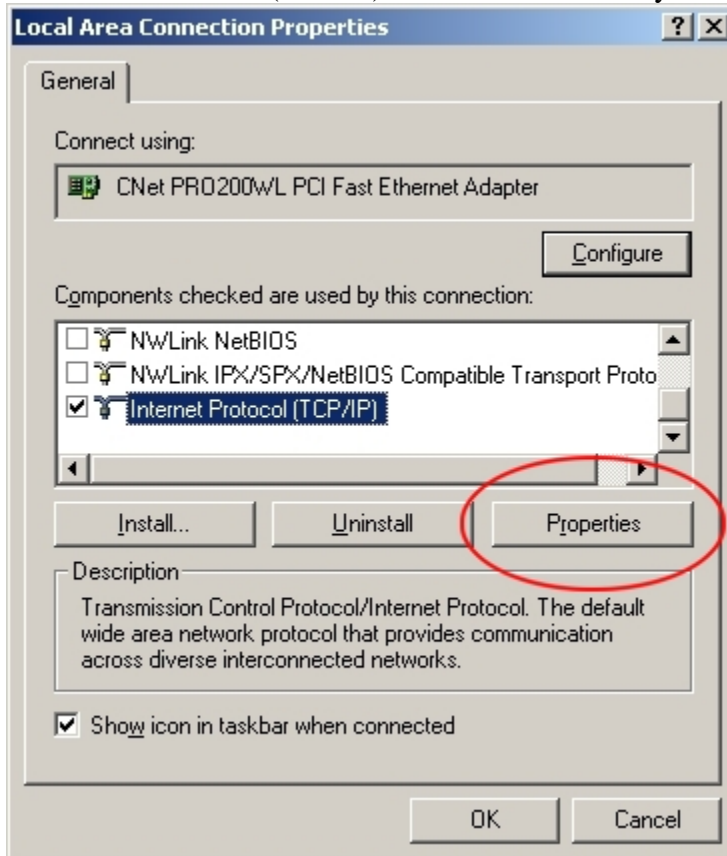 Local Area Connection Properties
General
Connect using:
CNet PRO200WL PCI Fast Ethernet Adapter
Configure
Components checked are used by this connection:
NWLink NetBIOS
NWLink IPX/SPX/NetBIOS Compatible Transport Proto
Internet Protocol (TCP/IP)
Install... Uninstall Properties
Description
Transmission Control Protocol/Internet Protocol. The default
wide area network protocol that provides communication
across diverse interconnected networks.
Show icon in taskbar when connected
OK Cancel